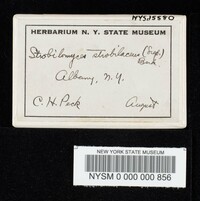 NYS15580
HERBARIUM N. Y. STATE MUSEUM
Strobilomyces strobilaceus (Scop.)
Berk.
Albany, N.Y.
C. H. Peck August
NEW YORK STATE MUSEUM
NYSM 0 000 000 856